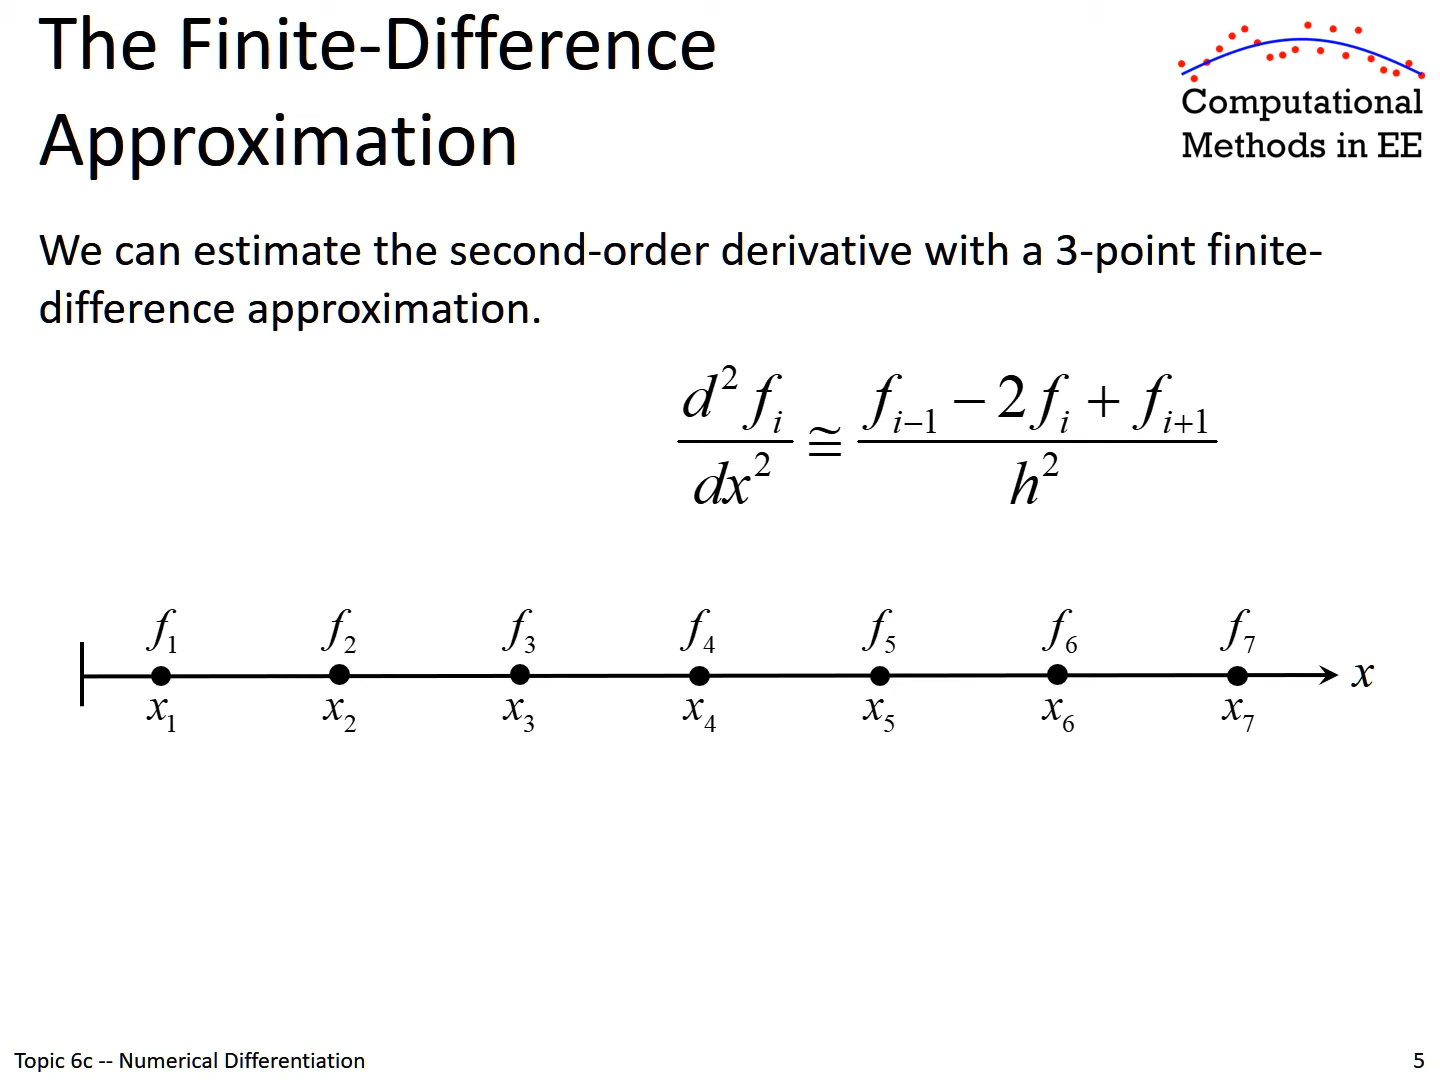 The Finite-Difference
Approximation
Computational
Methods in EE
We can estimate the second-order derivative with a 3-point finite-
difference approximation.
d² fᵢ / dx² ≅ (fᵢ₋₁ − 2fᵢ + fᵢ₊₁) / h²
f₁ f₂ f₃ f₄ f₅ f₆ f₇
x
x₁ x₂ x₃ x₄ x₅ x₆ x₇
Topic 6c -- Numerical Differentiation
5